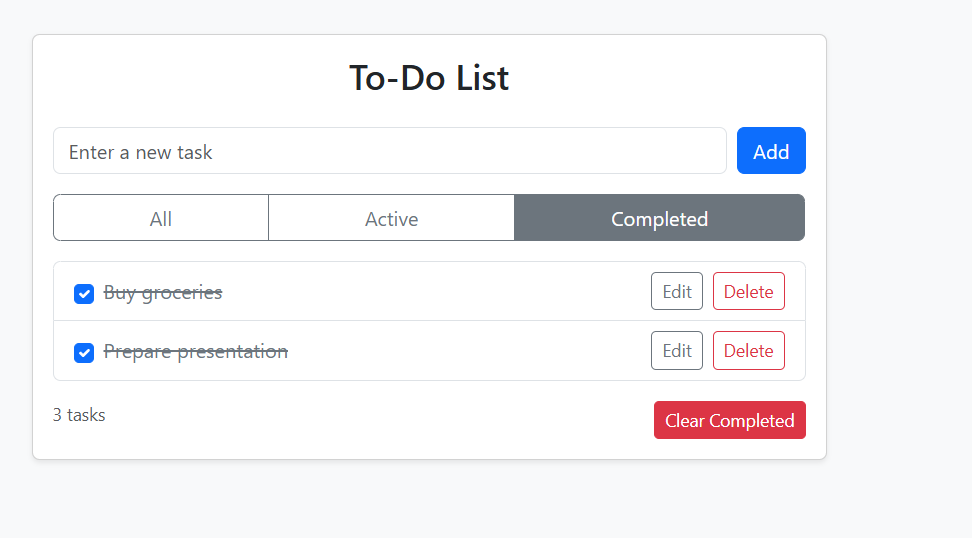 To-Do List
Enter a new task Add
All Active Completed
Buy groceries Edit Delete
Prepare presentation Edit Delete
3 tasks Clear Completed